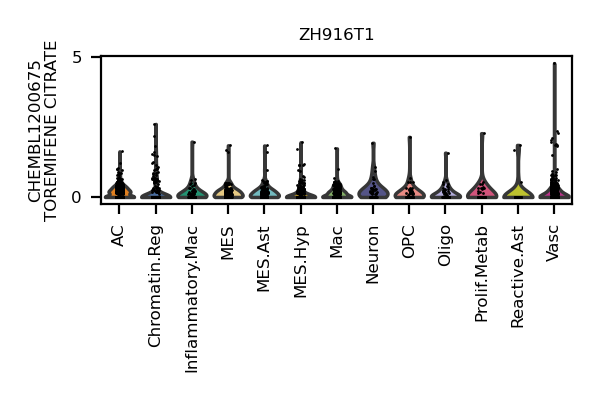 ZH916T1
CHEMBL1200675
TOREMIFENE CITRATE
5
0
AC
Chromatin.Reg
Inflammatory.Mac
MES
MES.Ast
MES.Hyp
Mac
Neuron
OPC
Oligo
Prolif.Metab
Reactive.Ast
Vasc